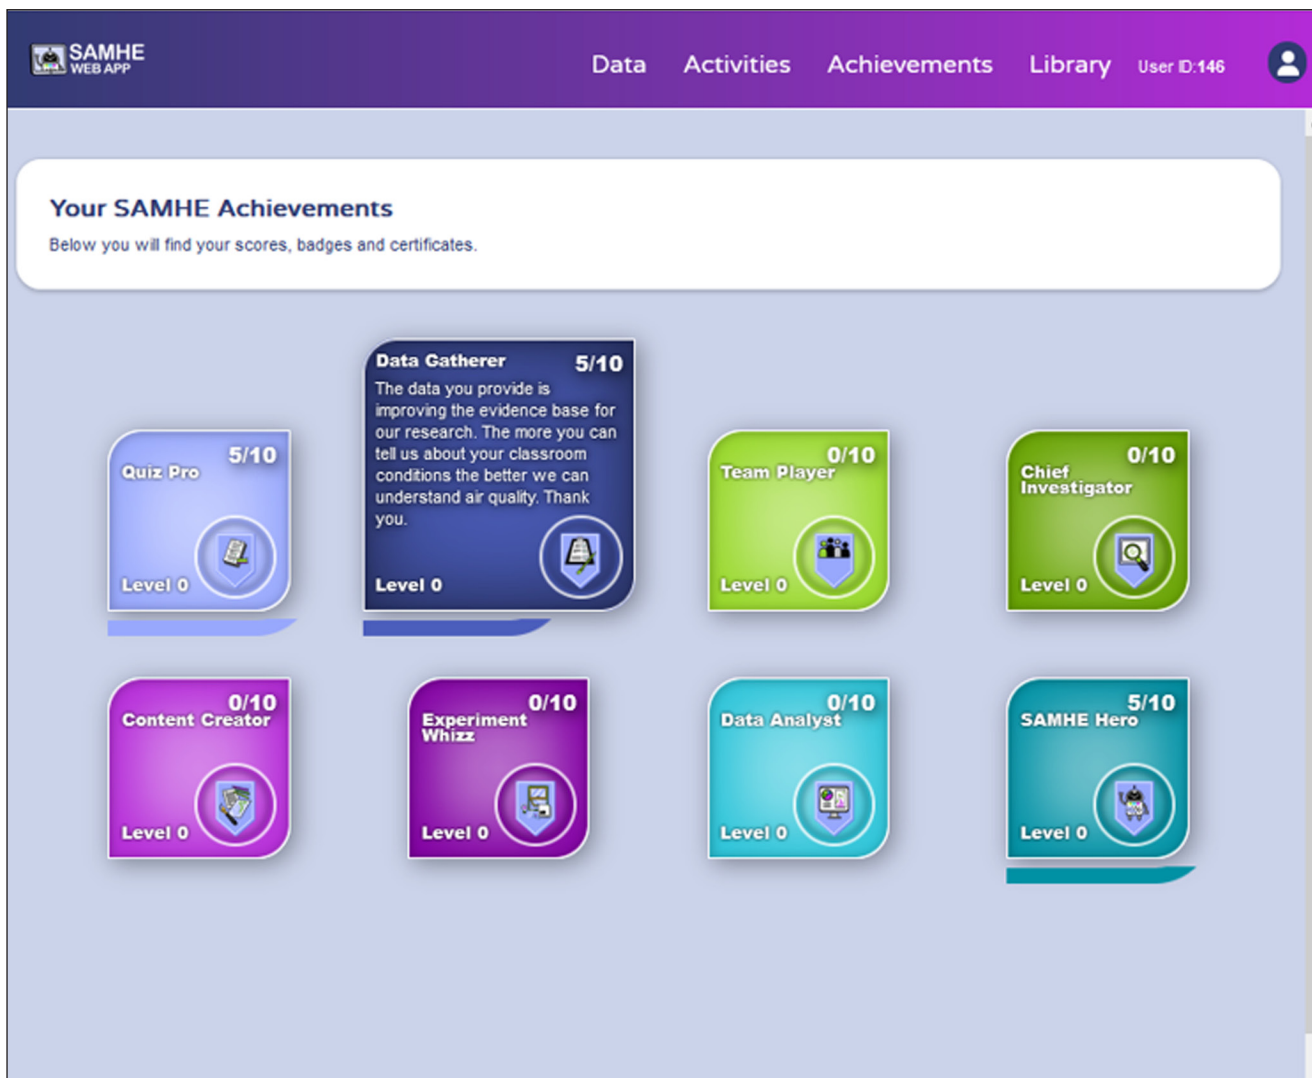 SAMHE
WEB APP
Data Activities Achievements Library User ID:146
Your SAMHE Achievements
Below you will find your scores, badges and certificates.
Quiz Pro 5/10
Level 0
Data Gatherer 5/10
The data you provide is
improving the evidence base for
our research. The more you can
tell us about your classroom
conditions the better we can
understand air quality. Thank
you.
Level 0
Team Player 0/10
Level 0
Chief
Investigator
0/10
Level 0
Content Creator 0/10
Level 0
Experiment
Whizz
0/10
Level 0
Data Analyst 0/10
Level 0
SAMHE Hero 5/10
Level 0